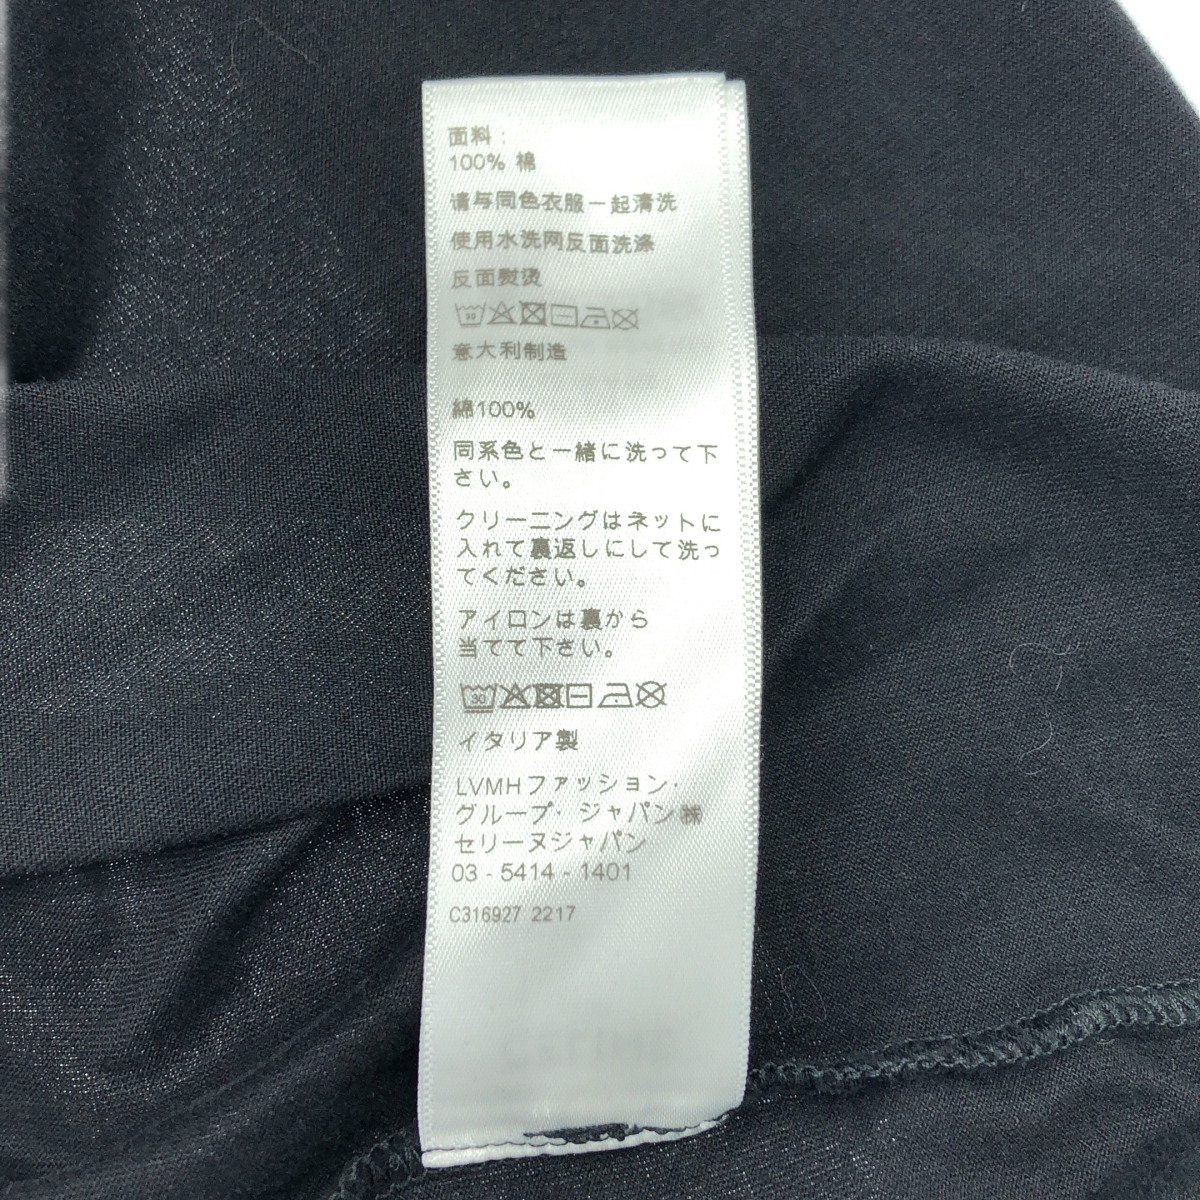 面料：
100% 棉
请与同色衣服一起清洗
使用水洗网反面洗涤
反面熨烫
30
意大利制造
綿100%
同系色と一緒に洗って下
さい。
クリーニングはネットに
入れて裏返しにして洗っ
てください。
アイロンは裏から
当てて下さい。
30
イタリア製
LVMHファッション・
グループ・ジャパン㈱
セリーヌジャパン
03 - 5414 - 1401
C316927 2217